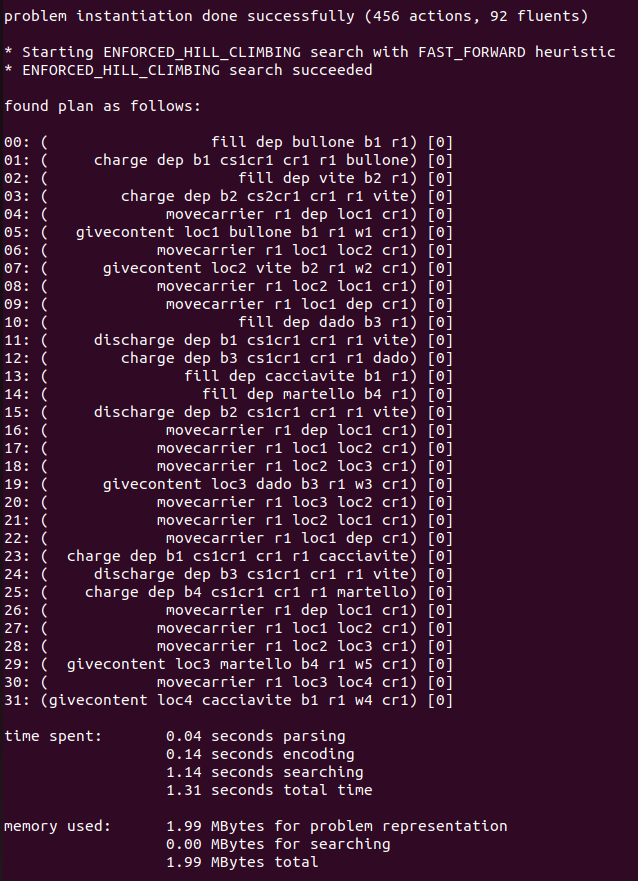 problem instantiation done successfully (456 actions, 92 fluents)
* Starting ENFORCED_HILL_CLIMBING search with FAST_FORWARD heuristic
* ENFORCED_HILL_CLIMBING search succeeded
found plan as follows:
00: (                  fill dep bullone b1 r1) [0]
01: (     charge dep b1 cs1cr1 cr1 r1 bullone) [0]
02: (                     fill dep vite b2 r1) [0]
03: (        charge dep b2 cs2cr1 cr1 r1 vite) [0]
04: (             movecarrier r1 dep loc1 cr1) [0]
05: (   givecontent loc1 bullone b1 r1 w1 cr1) [0]
06: (            movecarrier r1 loc1 loc2 cr1) [0]
07: (      givecontent loc2 vite b2 r1 w2 cr1) [0]
08: (            movecarrier r1 loc2 loc1 cr1) [0]
09: (             movecarrier r1 loc1 dep cr1) [0]
10: (                     fill dep dado b3 r1) [0]
11: (     discharge dep b1 cs1cr1 cr1 r1 vite) [0]
12: (        charge dep b3 cs1cr1 cr1 r1 dado) [0]
13: (               fill dep cacciavite b1 r1) [0]
14: (                 fill dep martello b4 r1) [0]
15: (     discharge dep b2 cs1cr1 cr1 r1 vite) [0]
16: (             movecarrier r1 dep loc1 cr1) [0]
17: (            movecarrier r1 loc1 loc2 cr1) [0]
18: (            movecarrier r1 loc2 loc3 cr1) [0]
19: (      givecontent loc3 dado b3 r1 w3 cr1) [0]
20: (            movecarrier r1 loc3 loc2 cr1) [0]
21: (            movecarrier r1 loc2 loc1 cr1) [0]
22: (             movecarrier r1 loc1 dep cr1) [0]
23: (  charge dep b1 cs1cr1 cr1 r1 cacciavite) [0]
24: (     discharge dep b3 cs1cr1 cr1 r1 vite) [0]
25: (    charge dep b4 cs1cr1 cr1 r1 martello) [0]
26: (             movecarrier r1 dep loc1 cr1) [0]
27: (            movecarrier r1 loc1 loc2 cr1) [0]
28: (            movecarrier r1 loc2 loc3 cr1) [0]
29: (  givecontent loc3 martello b4 r1 w5 cr1) [0]
30: (            movecarrier r1 loc3 loc4 cr1) [0]
31: (givecontent loc4 cacciavite b1 r1 w4 cr1) [0]
time spent:       0.04 seconds parsing
                  0.14 seconds encoding
                  1.14 seconds searching
                  1.31 seconds total time
memory used:      1.99 MBytes for problem representation
                  0.00 MBytes for searching
                  1.99 MBytes total